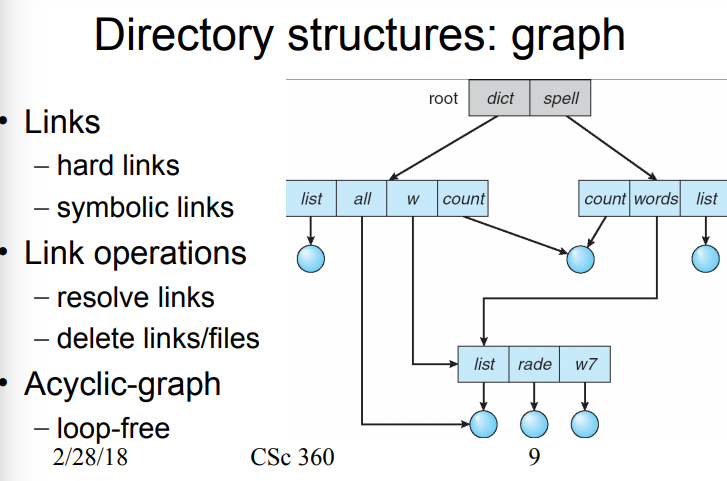 Directory structures: graph
• Links
– hard links
– symbolic links
• Link operations
– resolve links
– delete links/files
• Acyclic-graph
– loop-free
root dict spell
list all w count
count words list
list rade w7
2/28/18 CSc 360 9